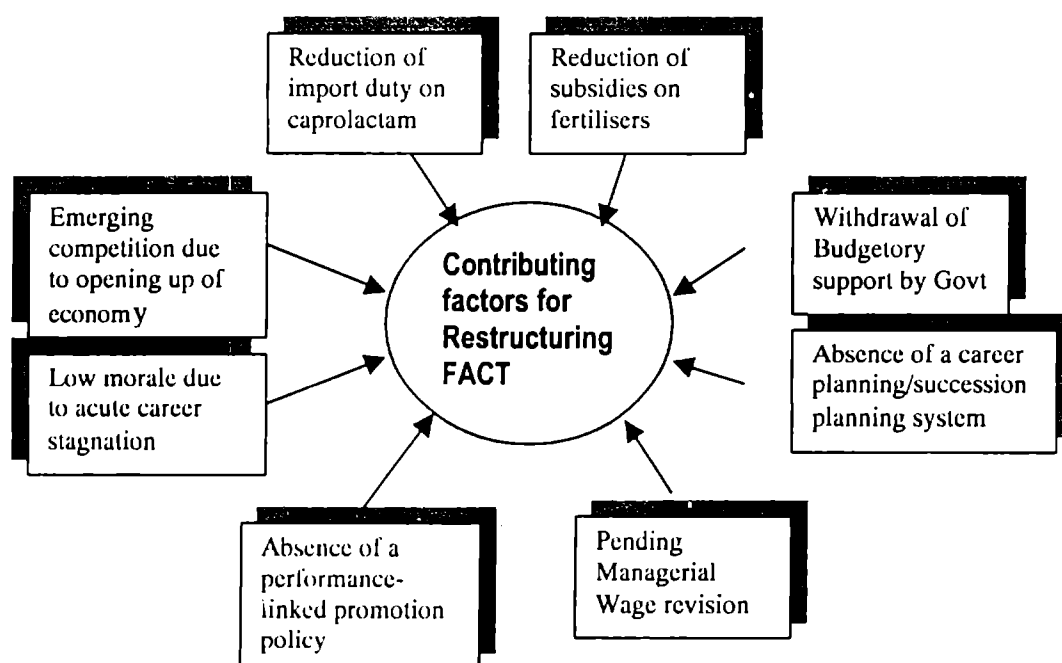 Reduction of
import duty on
caprolactam
Reduction of
subsidies on
fertilisers
Emerging
competition due
to opening up of
economy
Withdrawal of
Budgetory
support by Govt
Contributing
factors for
Restructuring
FACT
Low morale due
to acute career
stagnation
Absence of a career
planning/succession
planning system
Absence of a
performance-
linked promotion
policy
Pending
Managerial
Wage revision